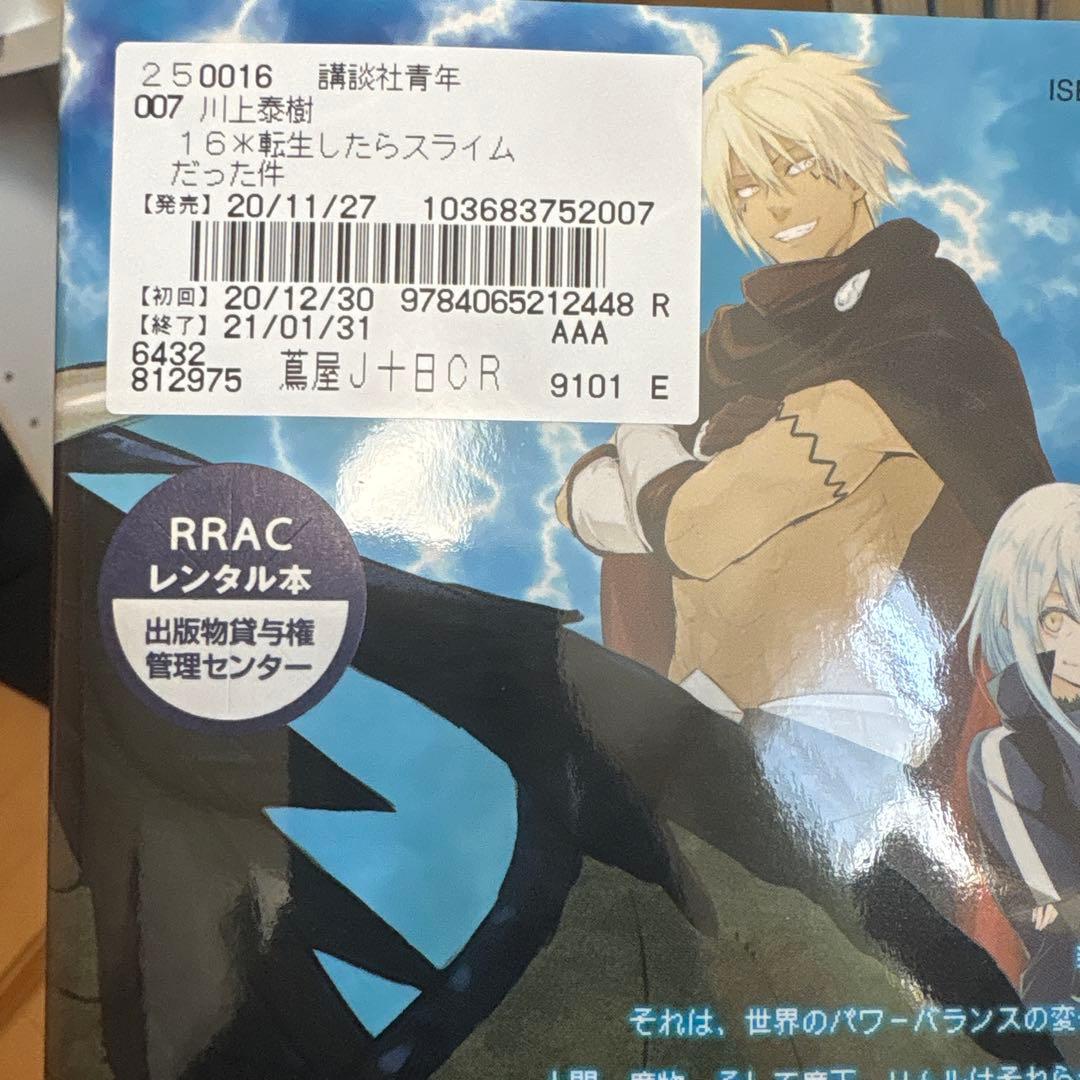 ２５0016 講談社青年
007 川上泰樹
１６＊転生したらスライム
だった件
【発売】20/11/27 103683752007
【初回】20/12/30 9784065212448 R
【終了】21/01/31 AAA
6432
812975 蔦屋Ｊ十日ＣＲ 9101 E
RRAC
レンタル本
出版物貸与権
管理センター
それは、世界のパワーバランスの変